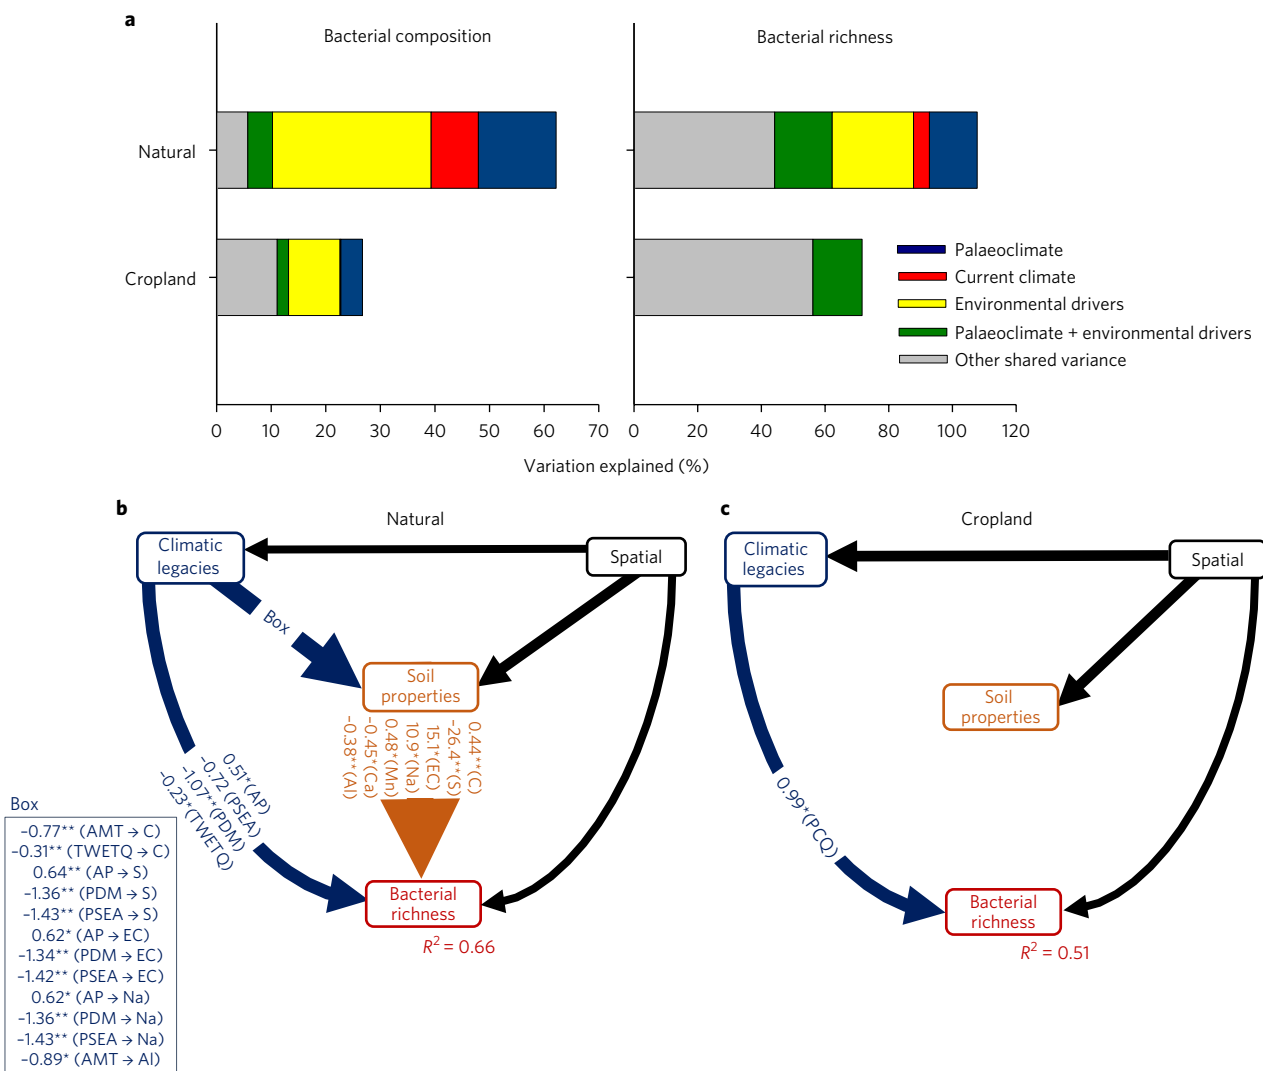 a
Bacterial composition
Bacterial richness
Natural
Cropland
Palaeoclimate
Current climate
Environmental drivers
Palaeoclimate + environmental drivers
Other shared variance
0 10 20 30 40 50 60 70
0 20 40 60 80 100 120
Variation explained (%)
b
Natural
Climatic
legacies
Spatial
Box
Soil
properties
−0.38**(Al)
−0.45*(Ca)
0.48*(Mn)
10.9*(Na)
15.1*(EC)
−26.4**(S)
0.44**(C)
0.51*(AP)
−0.72 (PSEA)
−1.07**(PDM)
−0.23*(TWETQ)
Bacterial
richness
R² = 0.66
Box
−0.77** (AMT → C)
−0.31** (TWETQ → C)
0.64** (AP → S)
−1.36** (PDM → S)
−1.43** (PSEA → S)
0.62* (AP → EC)
−1.34** (PDM → EC)
−1.42** (PSEA → EC)
0.62* (AP → Na)
−1.36** (PDM → Na)
−1.43** (PSEA → Na)
−0.89* (AMT → Al)
c
Cropland
Climatic
legacies
Spatial
Soil
properties
0.99*(PCQ)
Bacterial
richness
R² = 0.51